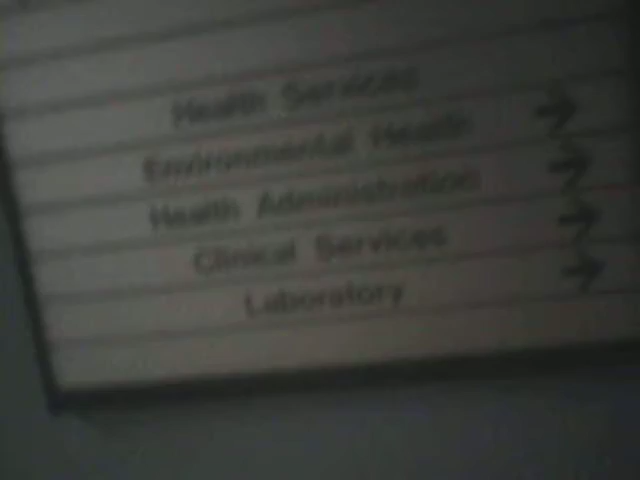 Health Services
Environmental Health
Health Administration
Clinical Services
Laboratory